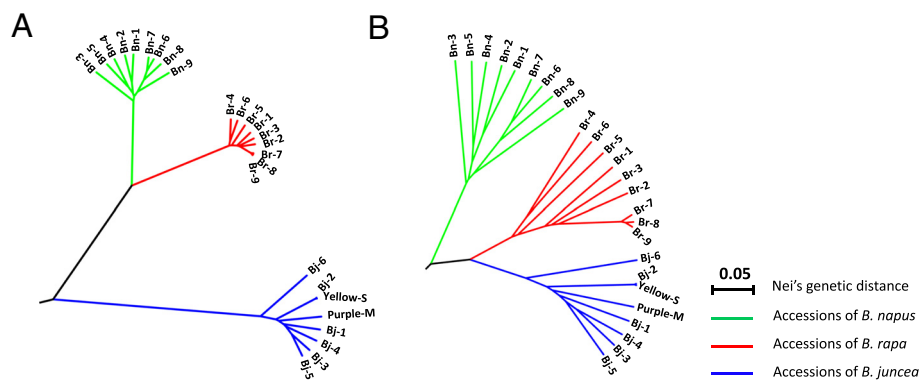 A
Bn-3
Bn-5
Bn-4
Bn-2
Bn-1
Bn-7
Bn-6
Bn-8
Bn-9
Br-4
Br-6
Br-5
Br-1
Br-3
Br-2
Br-7
Br-8
Br-9
Bj-6
Bj-2
Yellow-S
Purple-M
Bj-1
Bj-4
Bj-3
Bj-5
B
Bn-3
Bn-5
Bn-4
Bn-2
Bn-1
Bn-7
Bn-6
Bn-8
Bn-9
Br-4
Br-6
Br-5
Br-1
Br-3
Br-2
Br-7
Br-8
Br-9
Bj-6
Bj-2
Yellow-S
Purple-M
Bj-1
Bj-4
Bj-3
Bj-5
0.05
Nei's genetic distance
Accessions of B. napus
Accessions of B. rapa
Accessions of B. juncea